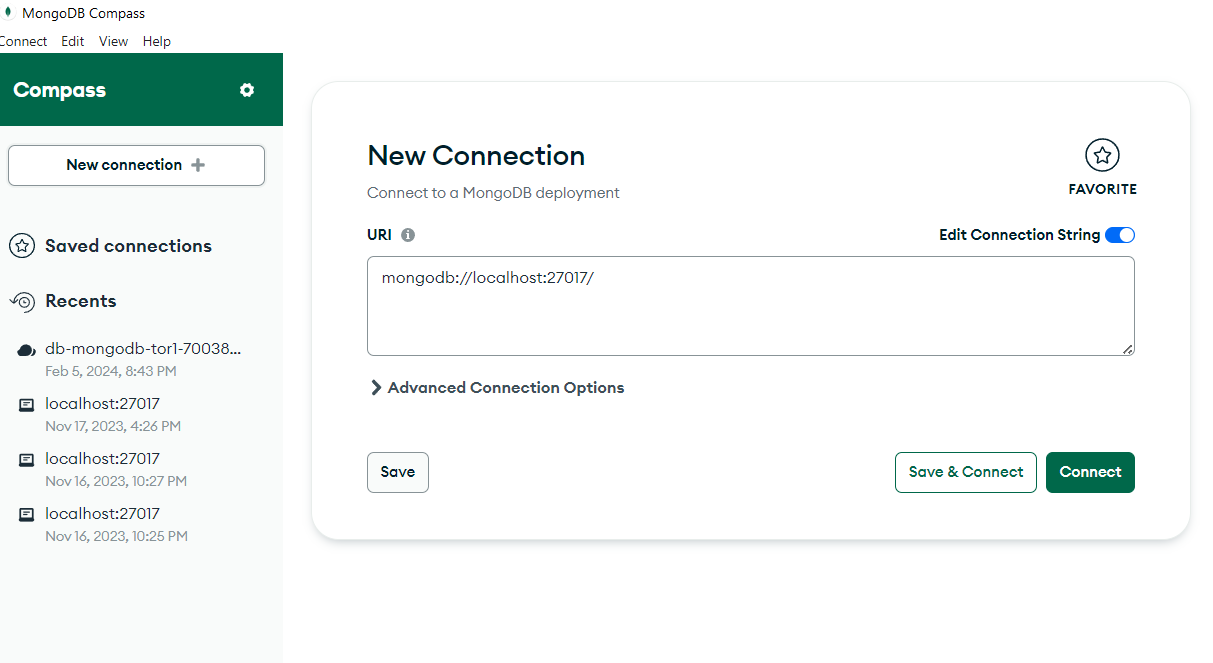 MongoDB Compass
Connect Edit View Help
Compass
New connection
Saved connections
Recents
db-mongodb-tor1-70038...
Feb 5, 2024, 8:43 PM
localhost:27017
Nov 17, 2023, 4:26 PM
localhost:27017
Nov 16, 2023, 10:27 PM
localhost:27017
Nov 16, 2023, 10:25 PM
New Connection
FAVORITE
Connect to a MongoDB deployment
URI
Edit Connection String
mongodb://localhost:27017/
Advanced Connection Options
Save
Save & Connect
Connect